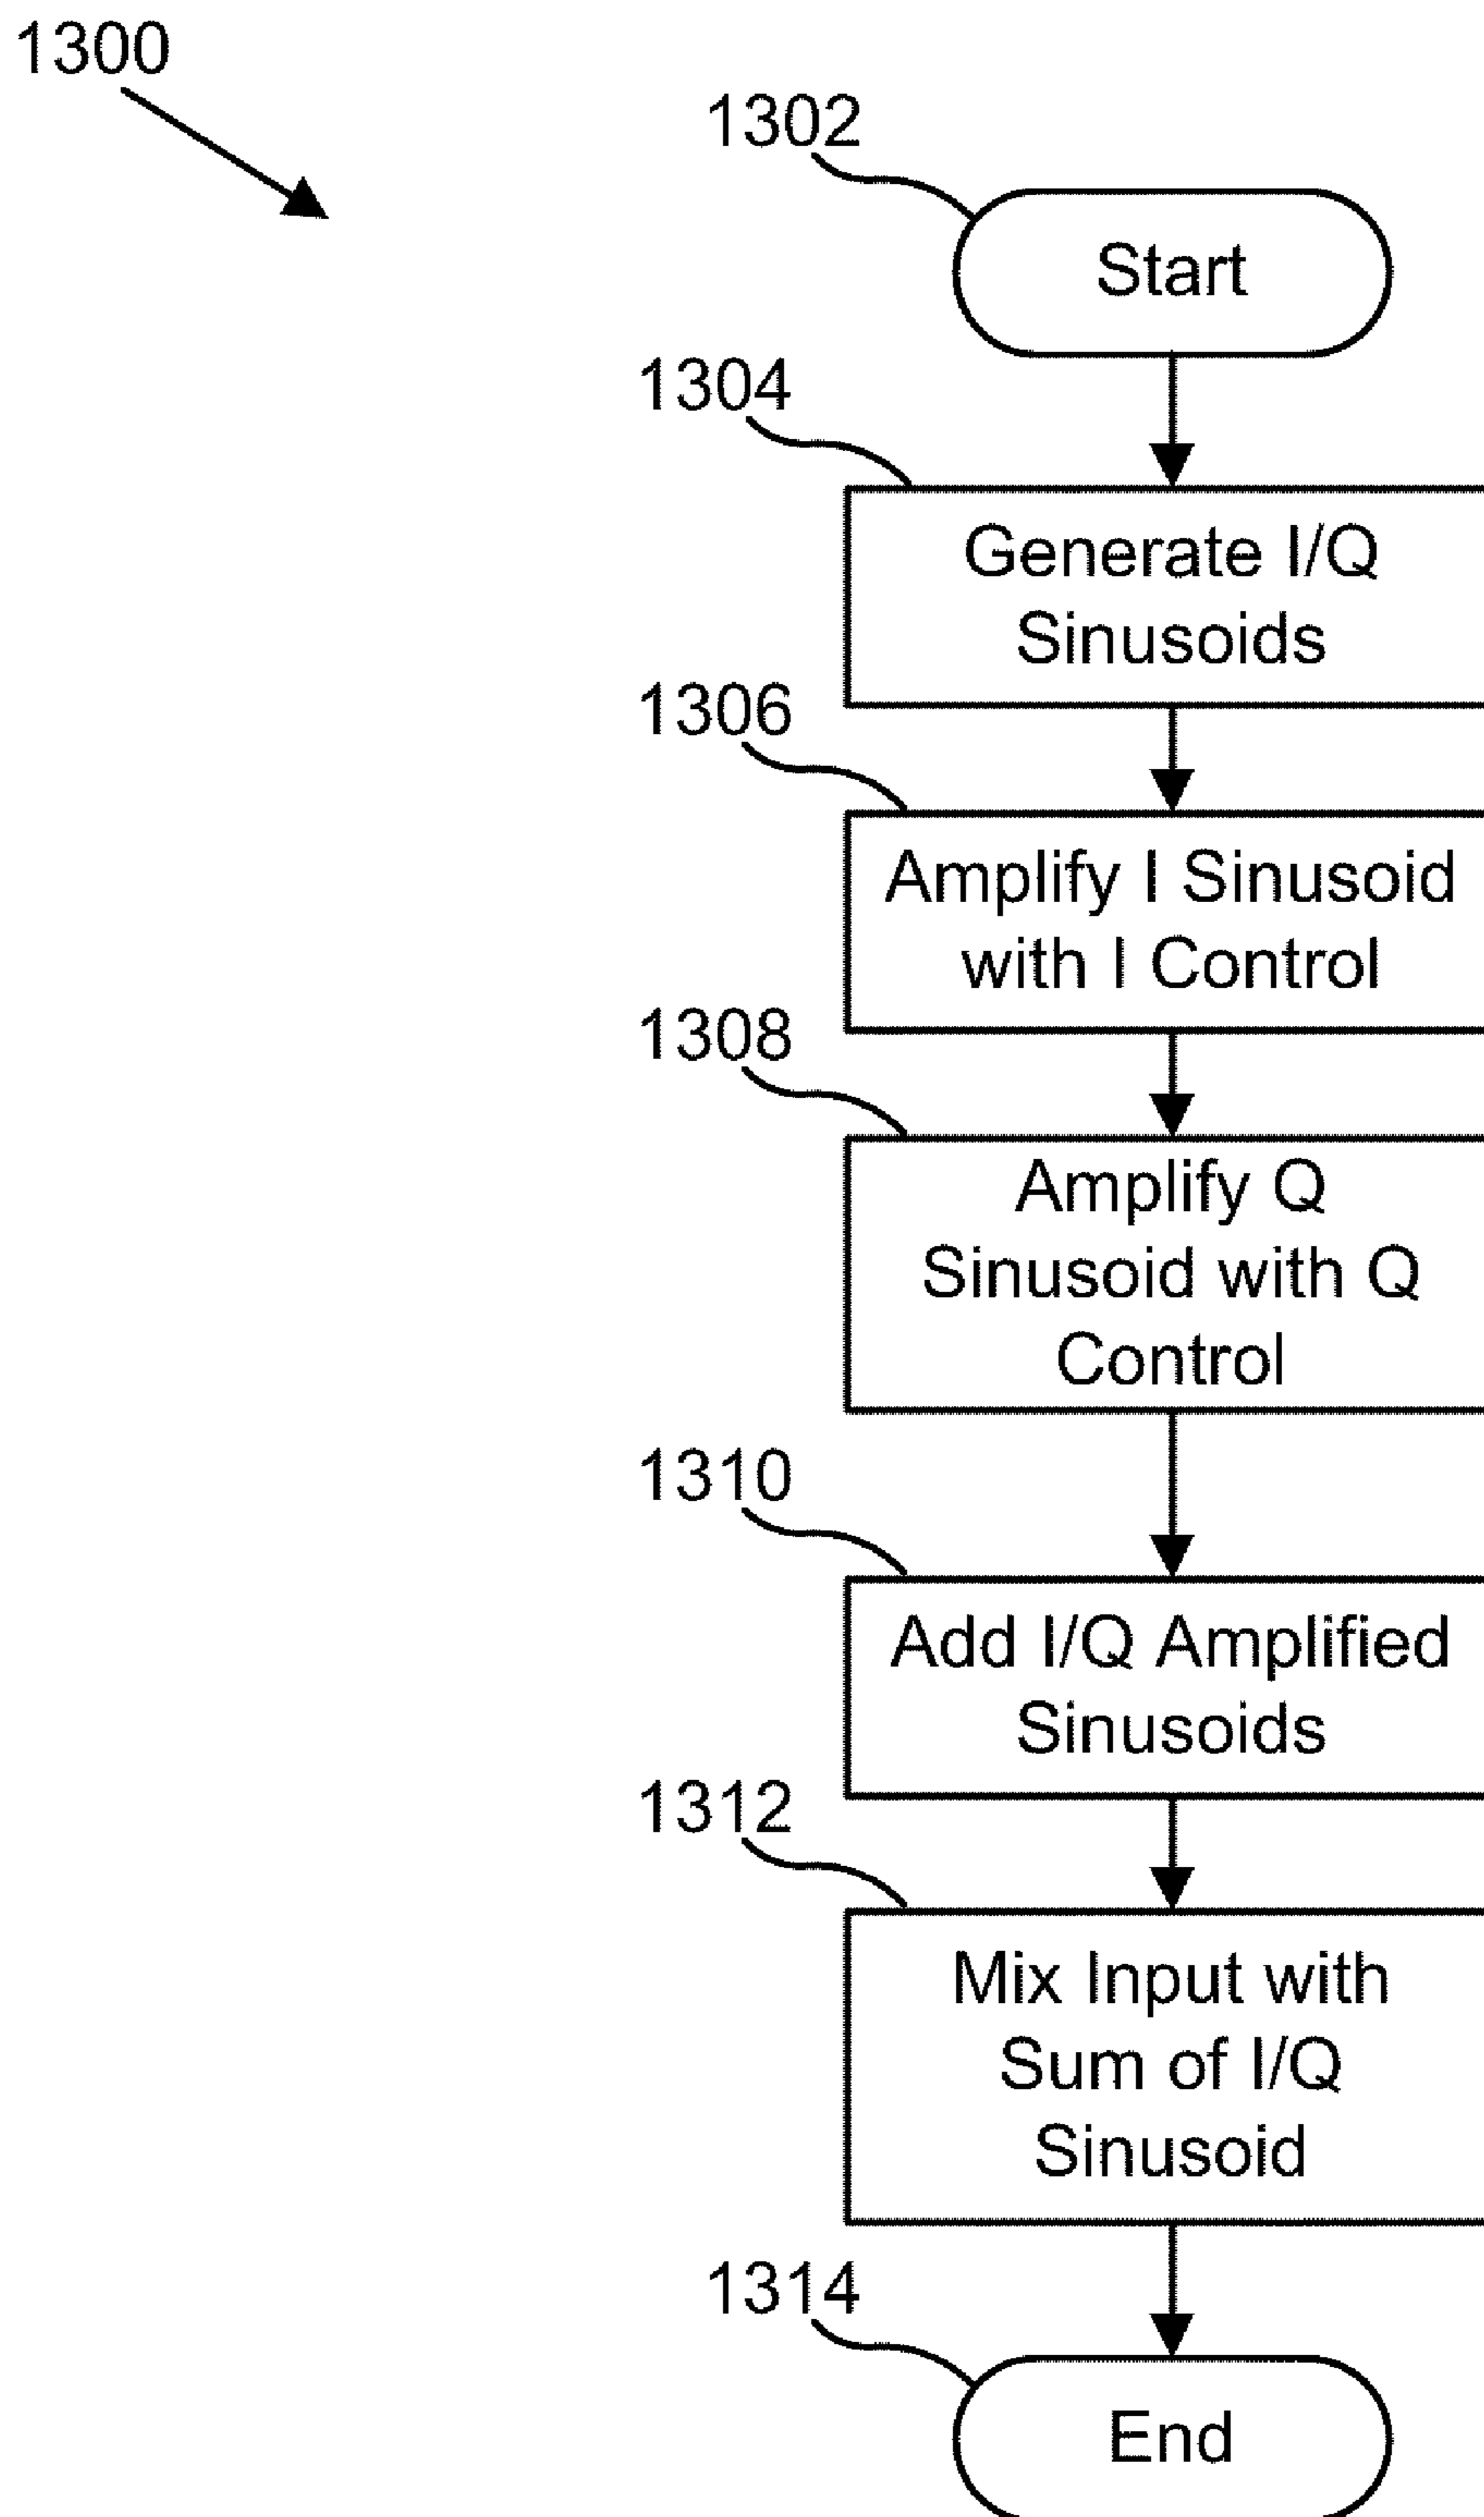 1300
1302
Start
1304
Generate I/Q
Sinusoids
1306
Amplify I Sinusoid
with I Control
1308
Amplify Q
Sinusoid with Q
Control
1310
Add I/Q Amplified
Sinusoids
1312
Mix Input with
Sum of I/Q
Sinusoid
1314
End